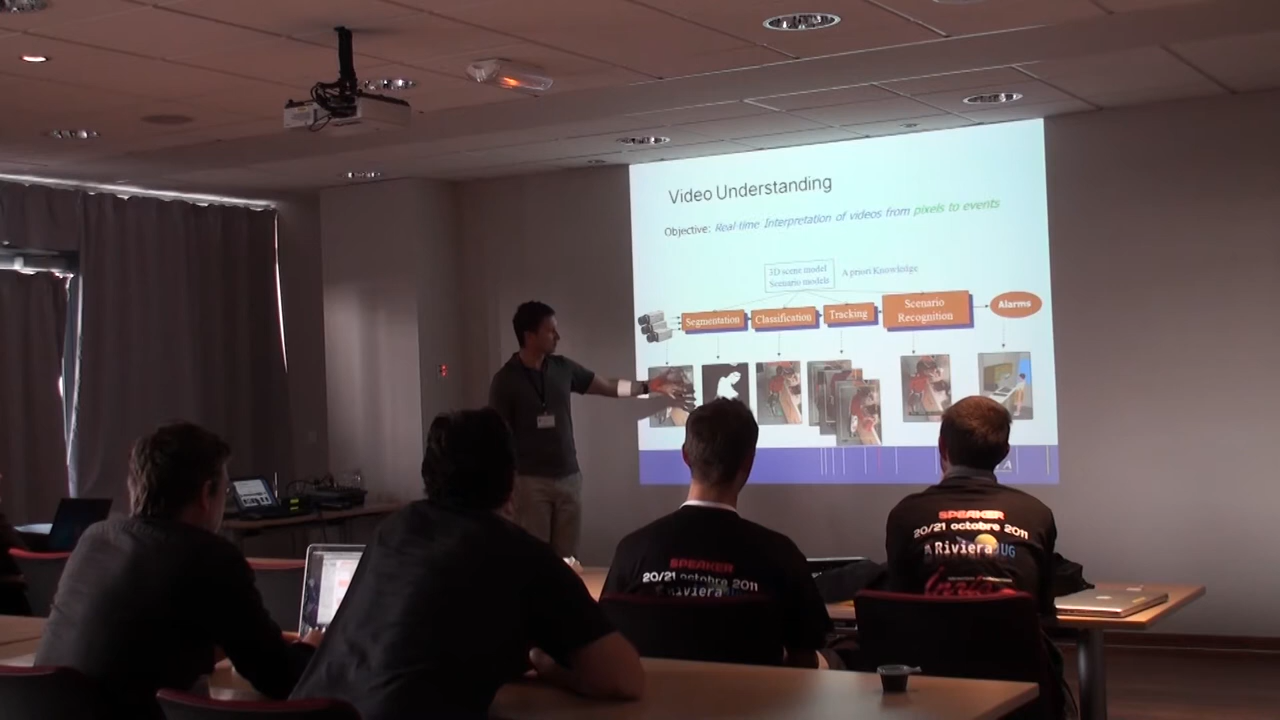 Video Understanding
Objective: Real-time Interpretation of videos from pixels to events
3D scene model
Scenario models
A priori Knowledge
Segmentation
Classification
Tracking
Scenario
Recognition
Alarms
SPEAKER
20/21 octobre 2011
Riviera
SPEAKER
20/21 octobre 2011
RivieraJUG